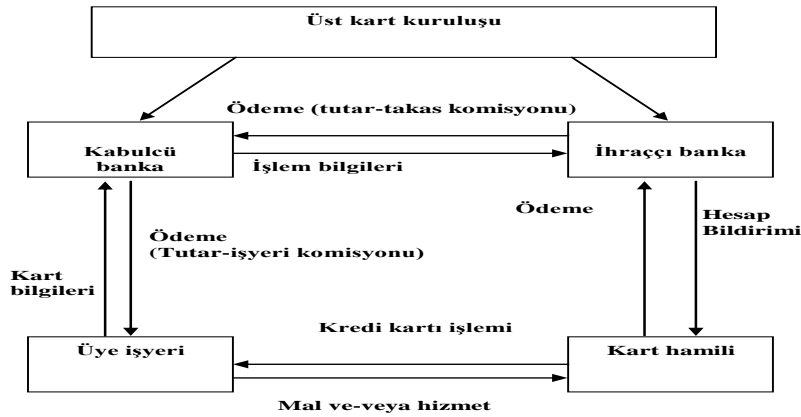 Üst kart kuruluşu
Ödeme (tutar-takas komisyonu)
Kabulcü
banka
İhraççı banka
İşlem bilgileri
Ödeme
Hesap
Bildirimi
Ödeme
(Tutar-işyeri komisyonu)
Kart
bilgileri
Kredi kartı işlemi
Üye işyeri
Kart hamili
Mal ve-veya hizmet